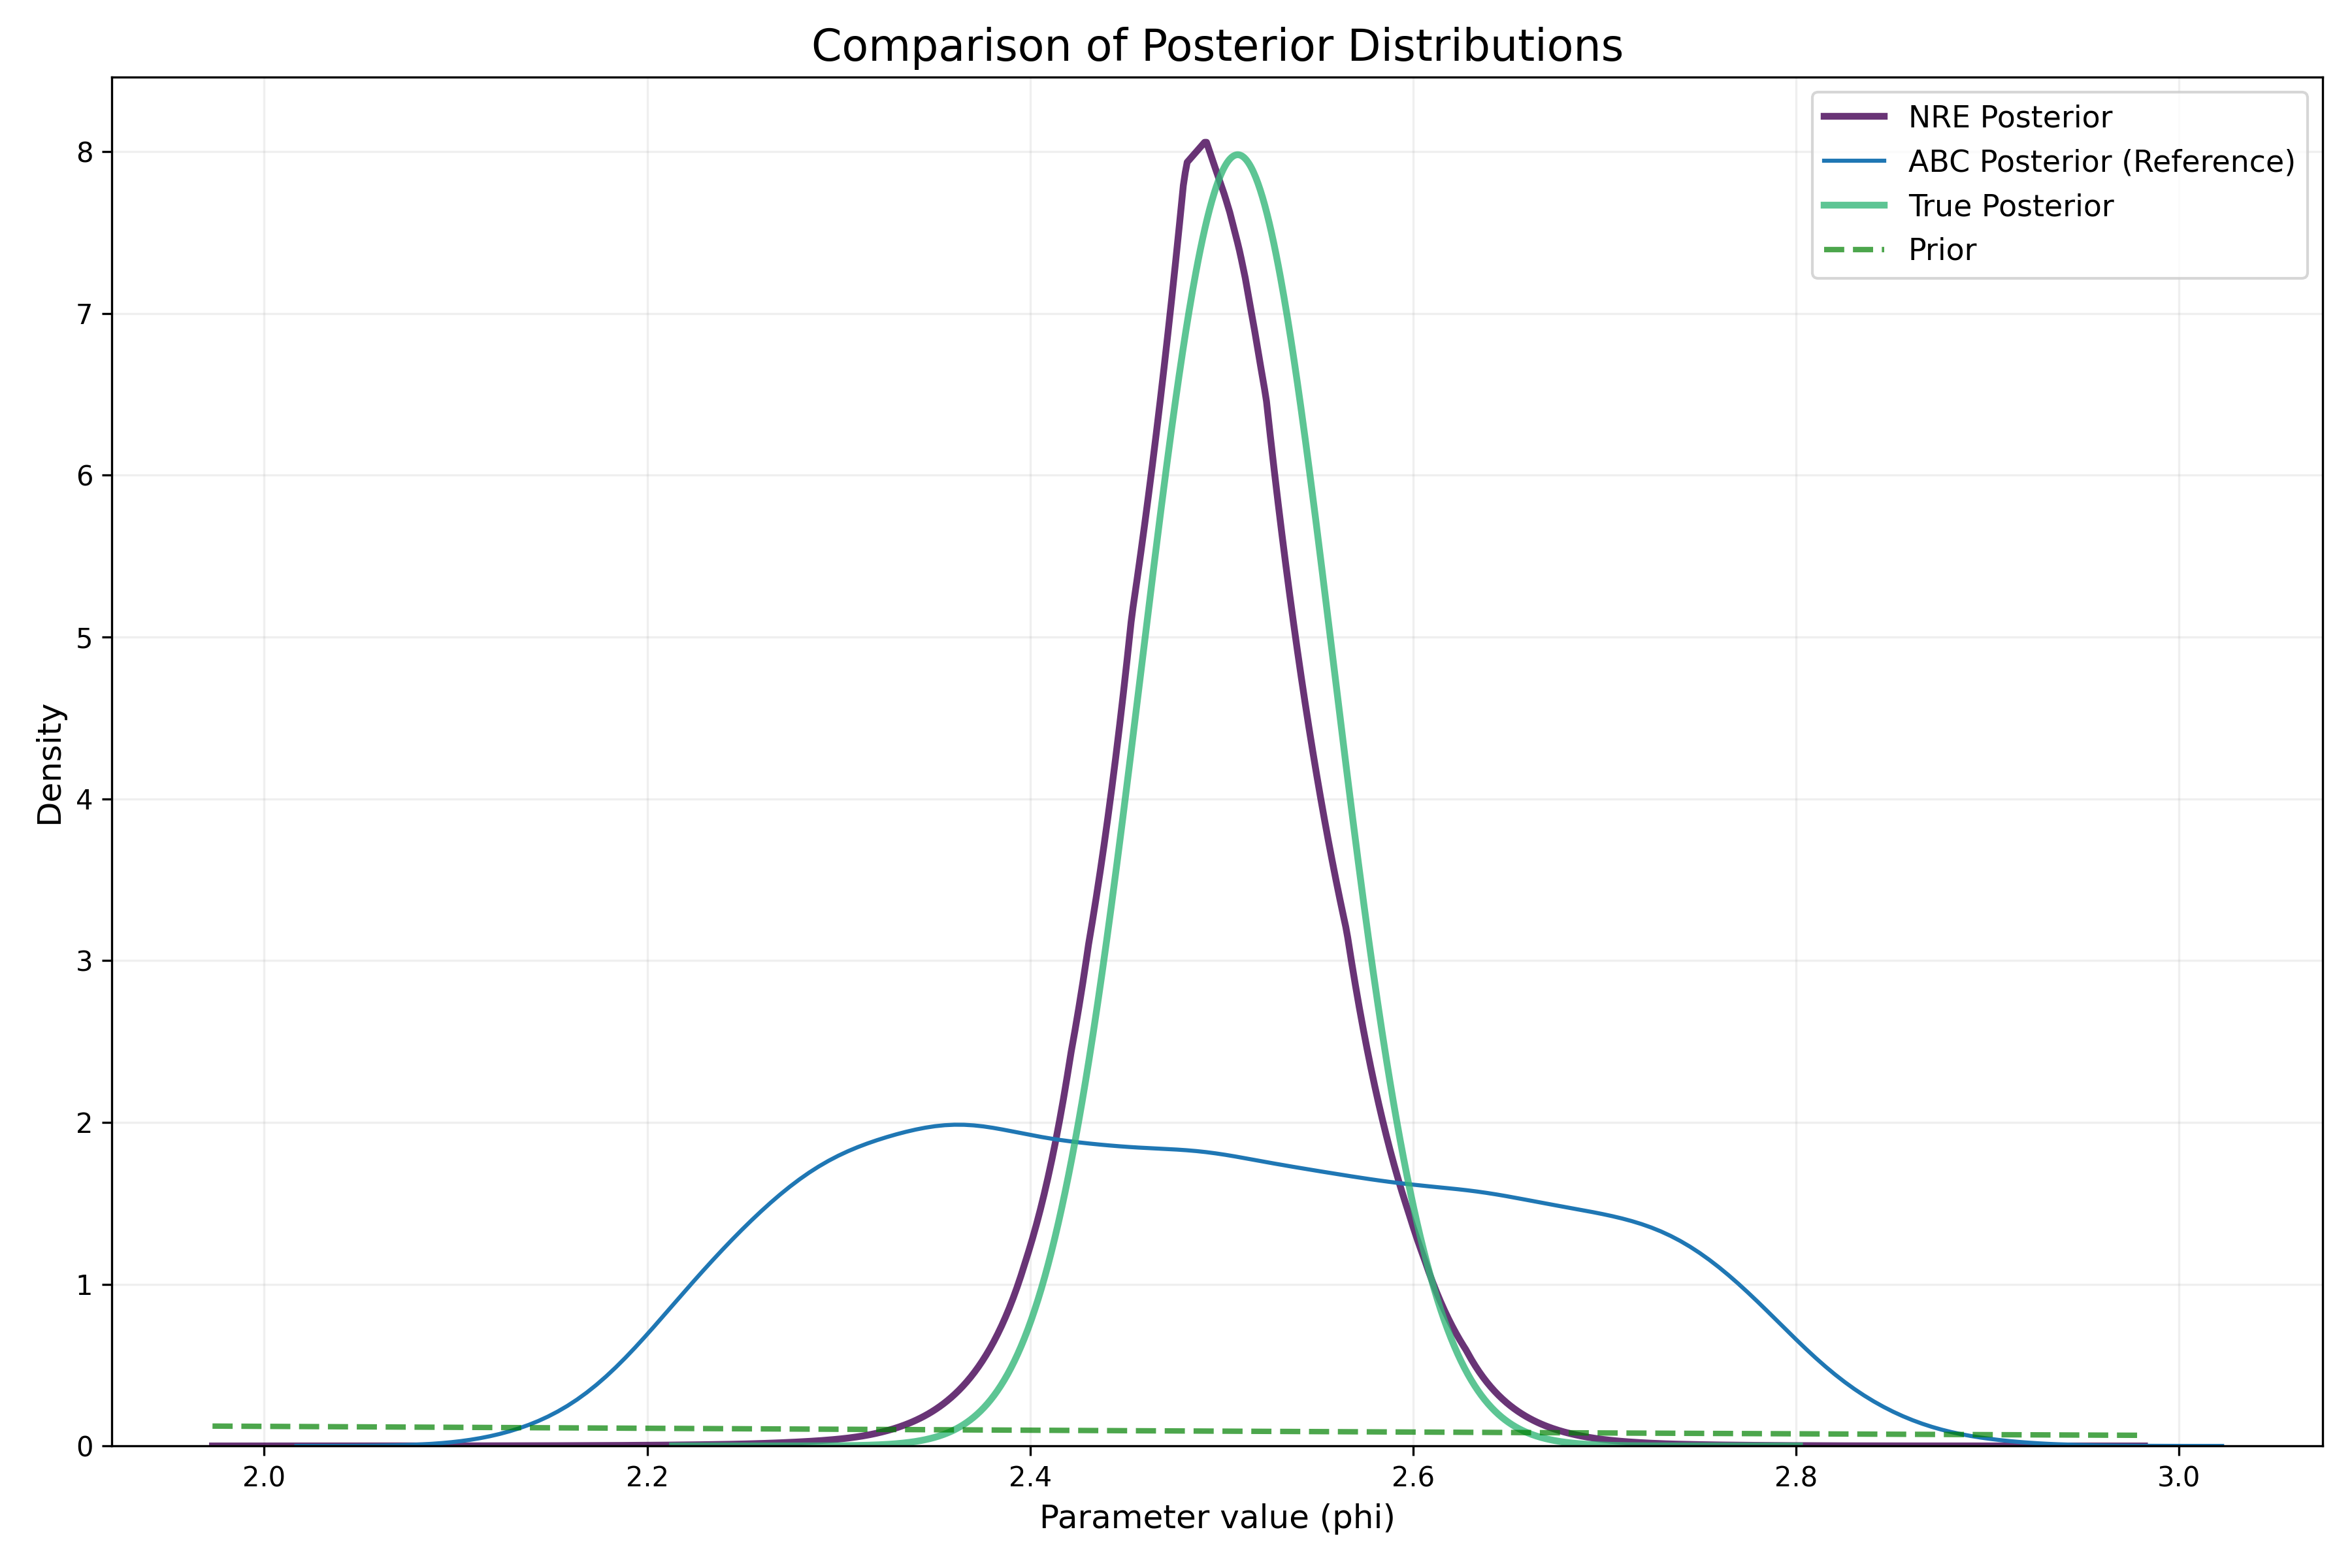 Comparison of Posterior Distributions
NRE Posterior
ABC Posterior (Reference)
True Posterior
Prior
8
7
6
5
4
3
2
1
0
Density
2.0 2.2 2.4 2.6 2.8 3.0
Parameter value (phi)